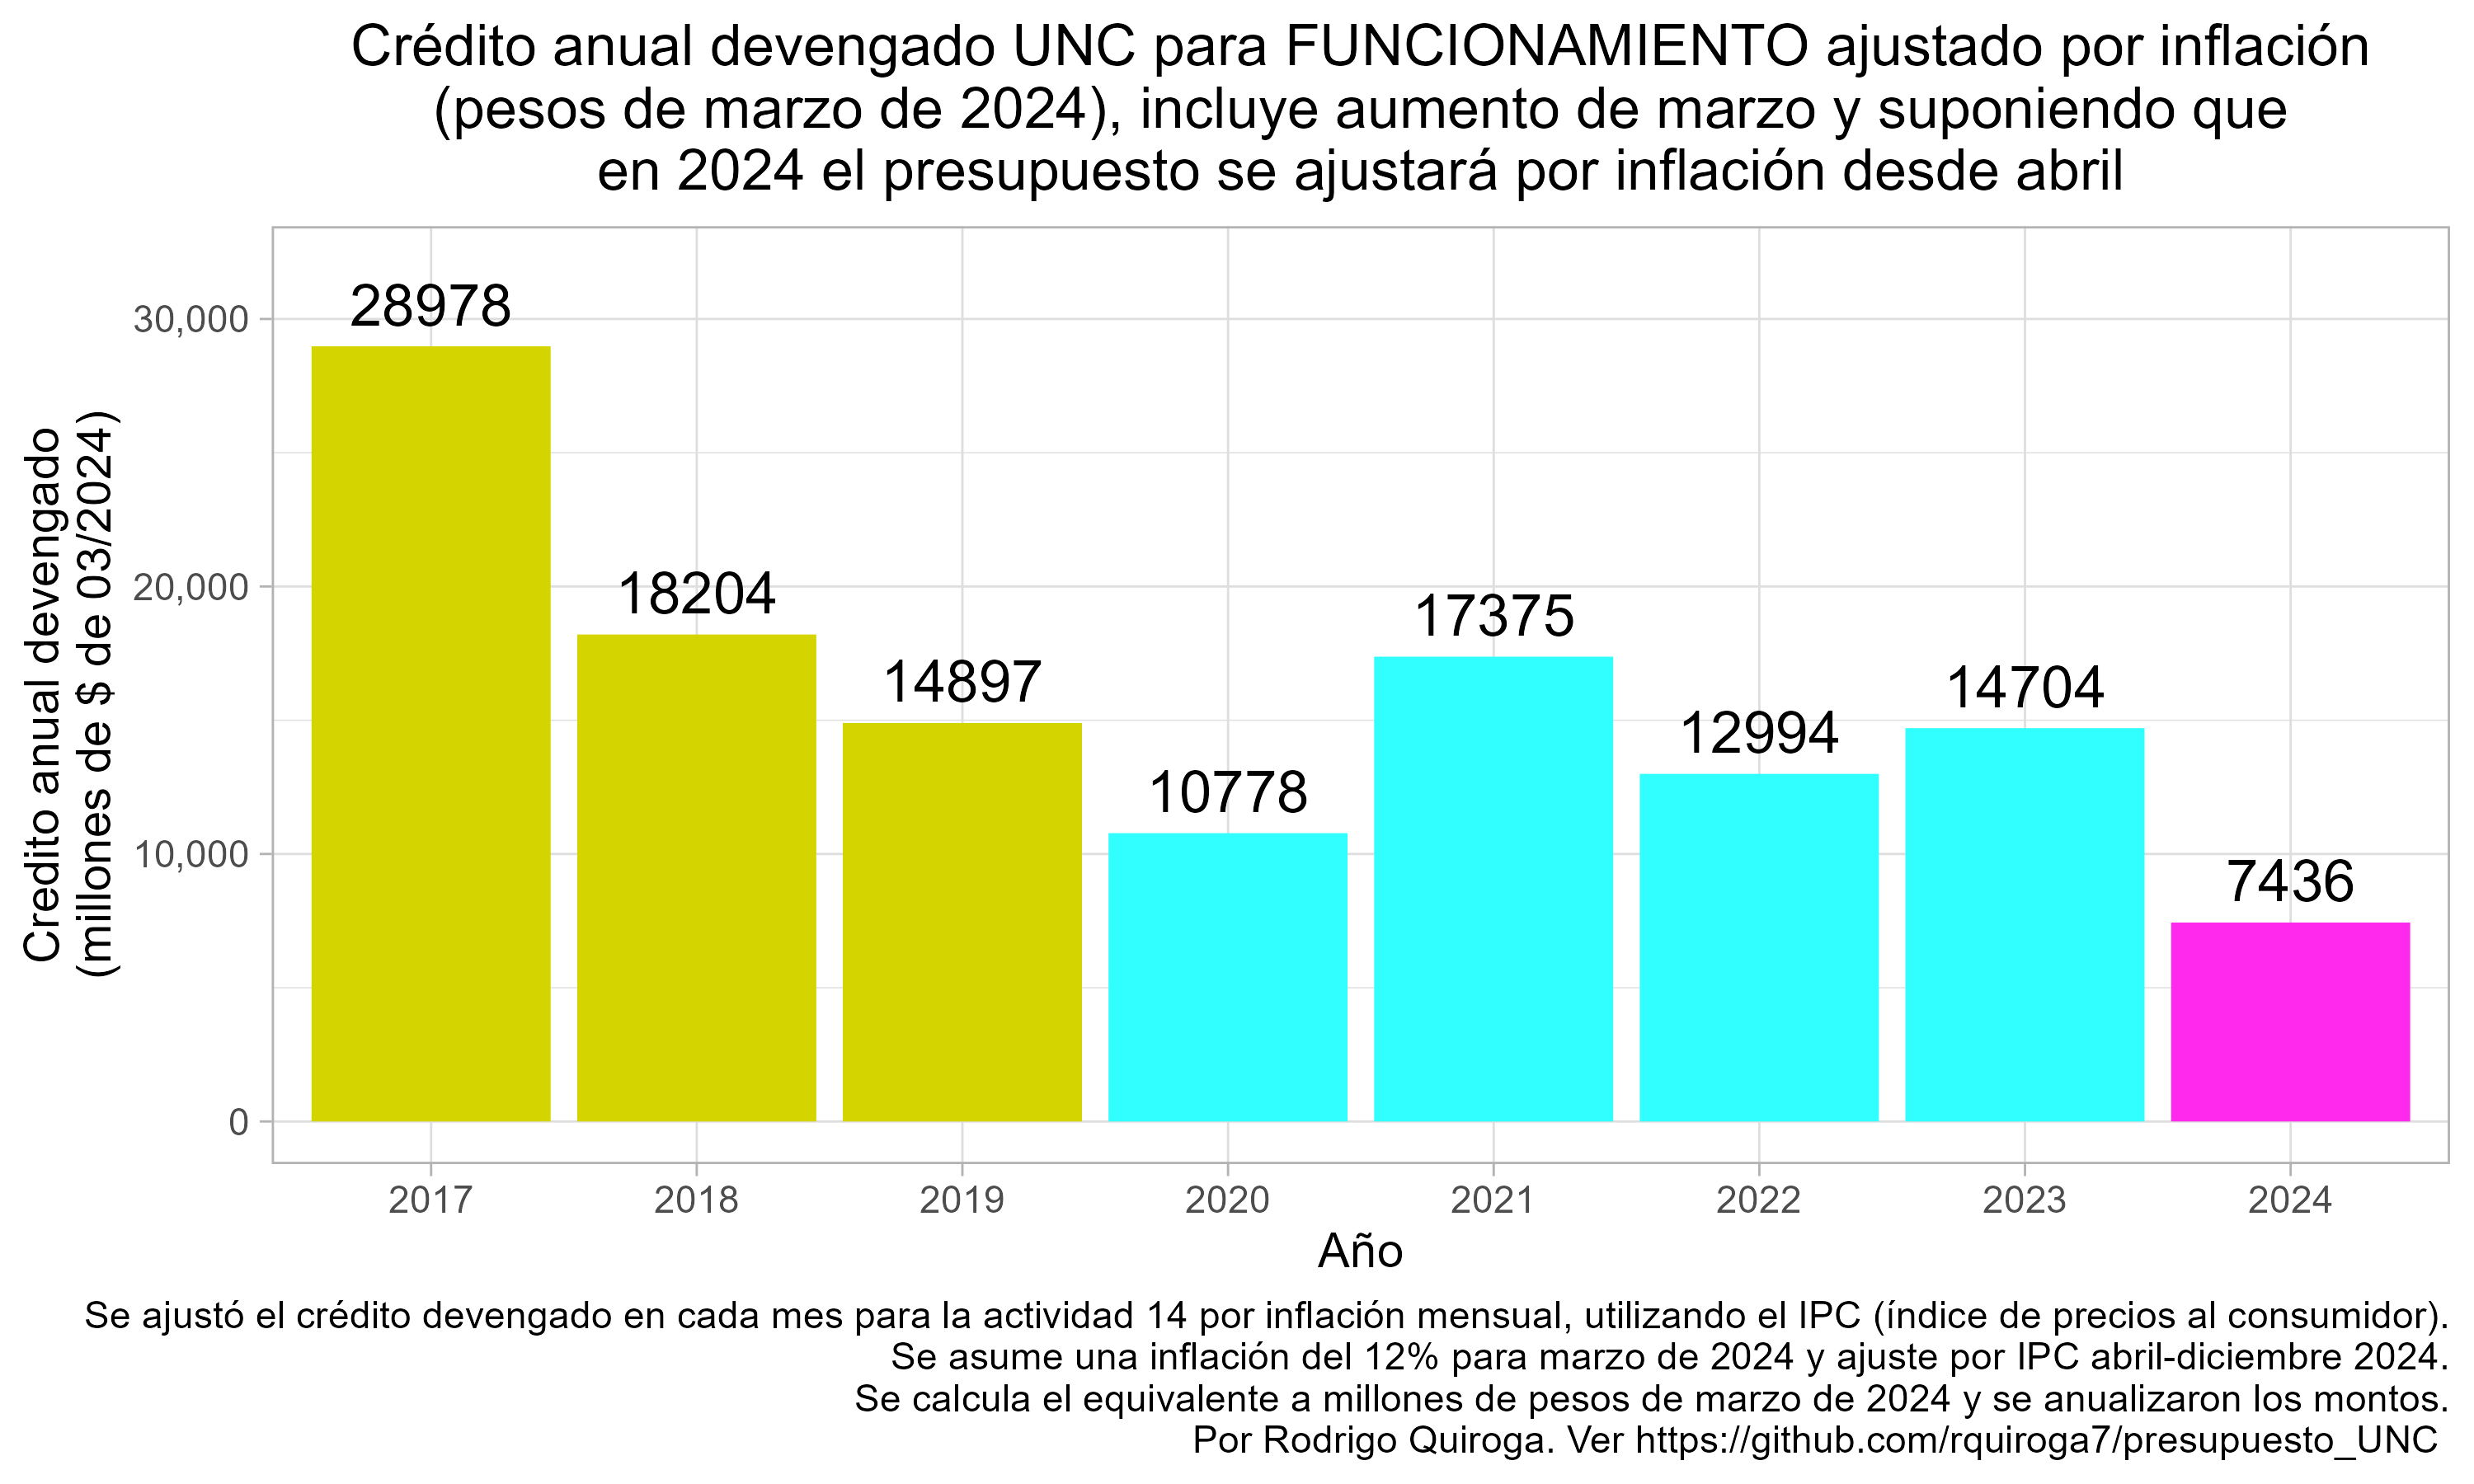 Crédito anual devengado UNC para FUNCIONAMIENTO ajustado por inflación
(pesos de marzo de 2024), incluye aumento de marzo y suponiendo que
en 2024 el presupuesto se ajustará por inflación desde abril
Credito anual devengado
(millones de $ de 03/2024)
30,000
20,000
10,000
0
28978
18204
14897
10778
17375
12994
14704
7436
2017
2018
2019
2020
2021
2022
2023
2024
Año
Se ajustó el crédito devengado en cada mes para la actividad 14 por inflación mensual, utilizando el IPC (índice de precios al consumidor).
Se asume una inflación del 12% para marzo de 2024 y ajuste por IPC abril-diciembre 2024.
Se calcula el equivalente a millones de pesos de marzo de 2024 y se anualizaron los montos.
Por Rodrigo Quiroga. Ver https://github.com/rquiroga7/presupuesto_UNC